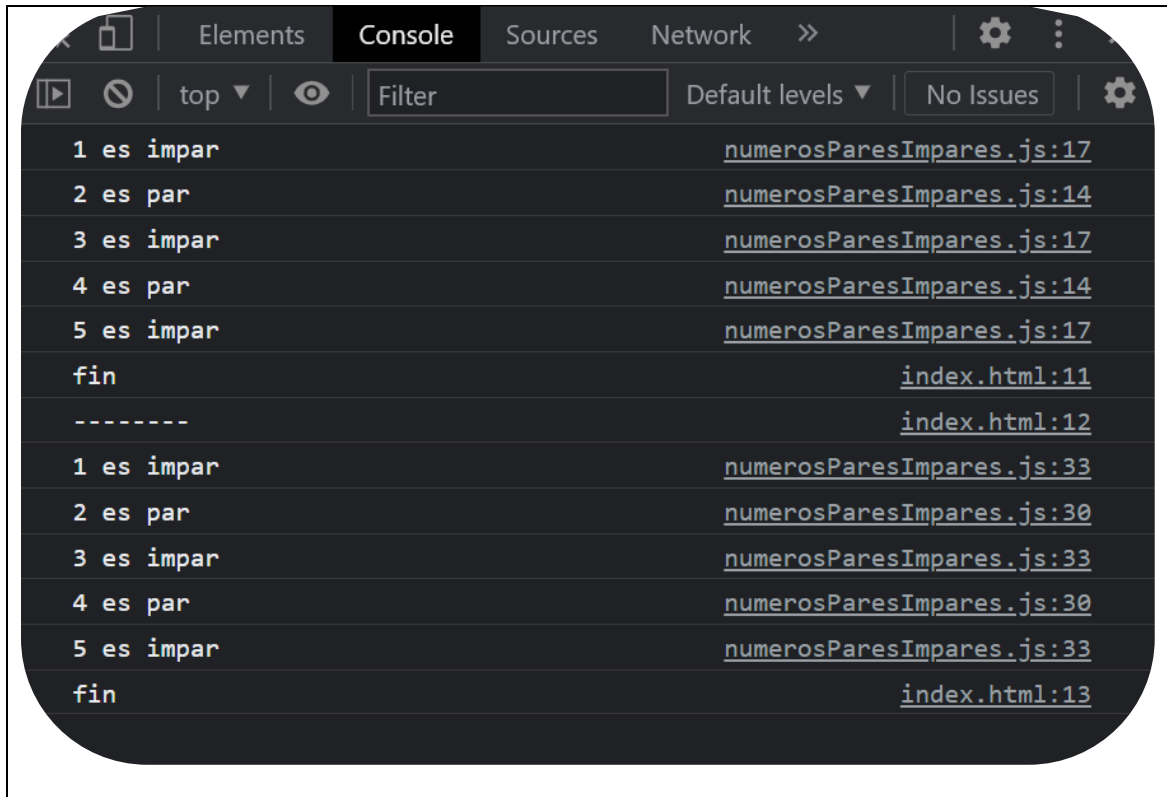 Elements Console Sources Network »
top ▼ Filter Default levels ▼ No Issues
1 es impar numerosParesImpares.js:17
2 es par numerosParesImpares.js:14
3 es impar numerosParesImpares.js:17
4 es par numerosParesImpares.js:14
5 es impar numerosParesImpares.js:17
fin index.html:11
-------- index.html:12
1 es impar numerosParesImpares.js:33
2 es par numerosParesImpares.js:30
3 es impar numerosParesImpares.js:33
4 es par numerosParesImpares.js:30
5 es impar numerosParesImpares.js:33
fin index.html:13